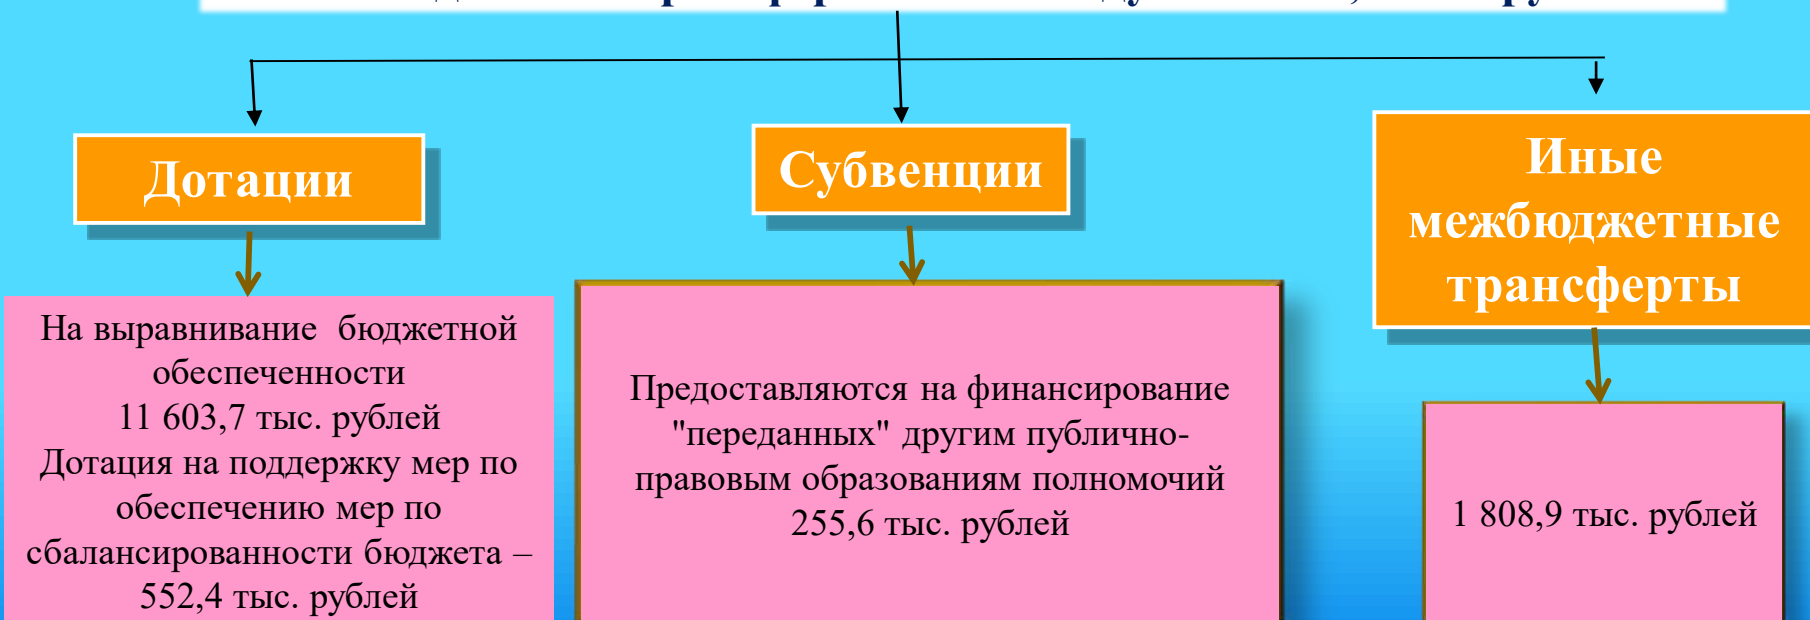 Дотации
Субвенции
Иные
межбюджетные
трансферты
На выравнивание бюджетной
обеспеченности
11 603,7 тыс. рублей
Дотация на поддержку мер по
обеспечению мер по
сбалансированности бюджета –
552,4 тыс. рублей
Предоставляются на финансирование
"переданных" другим публично-
правовым образованиям полномочий
255,6 тыс. рублей
1 808,9 тыс. рублей